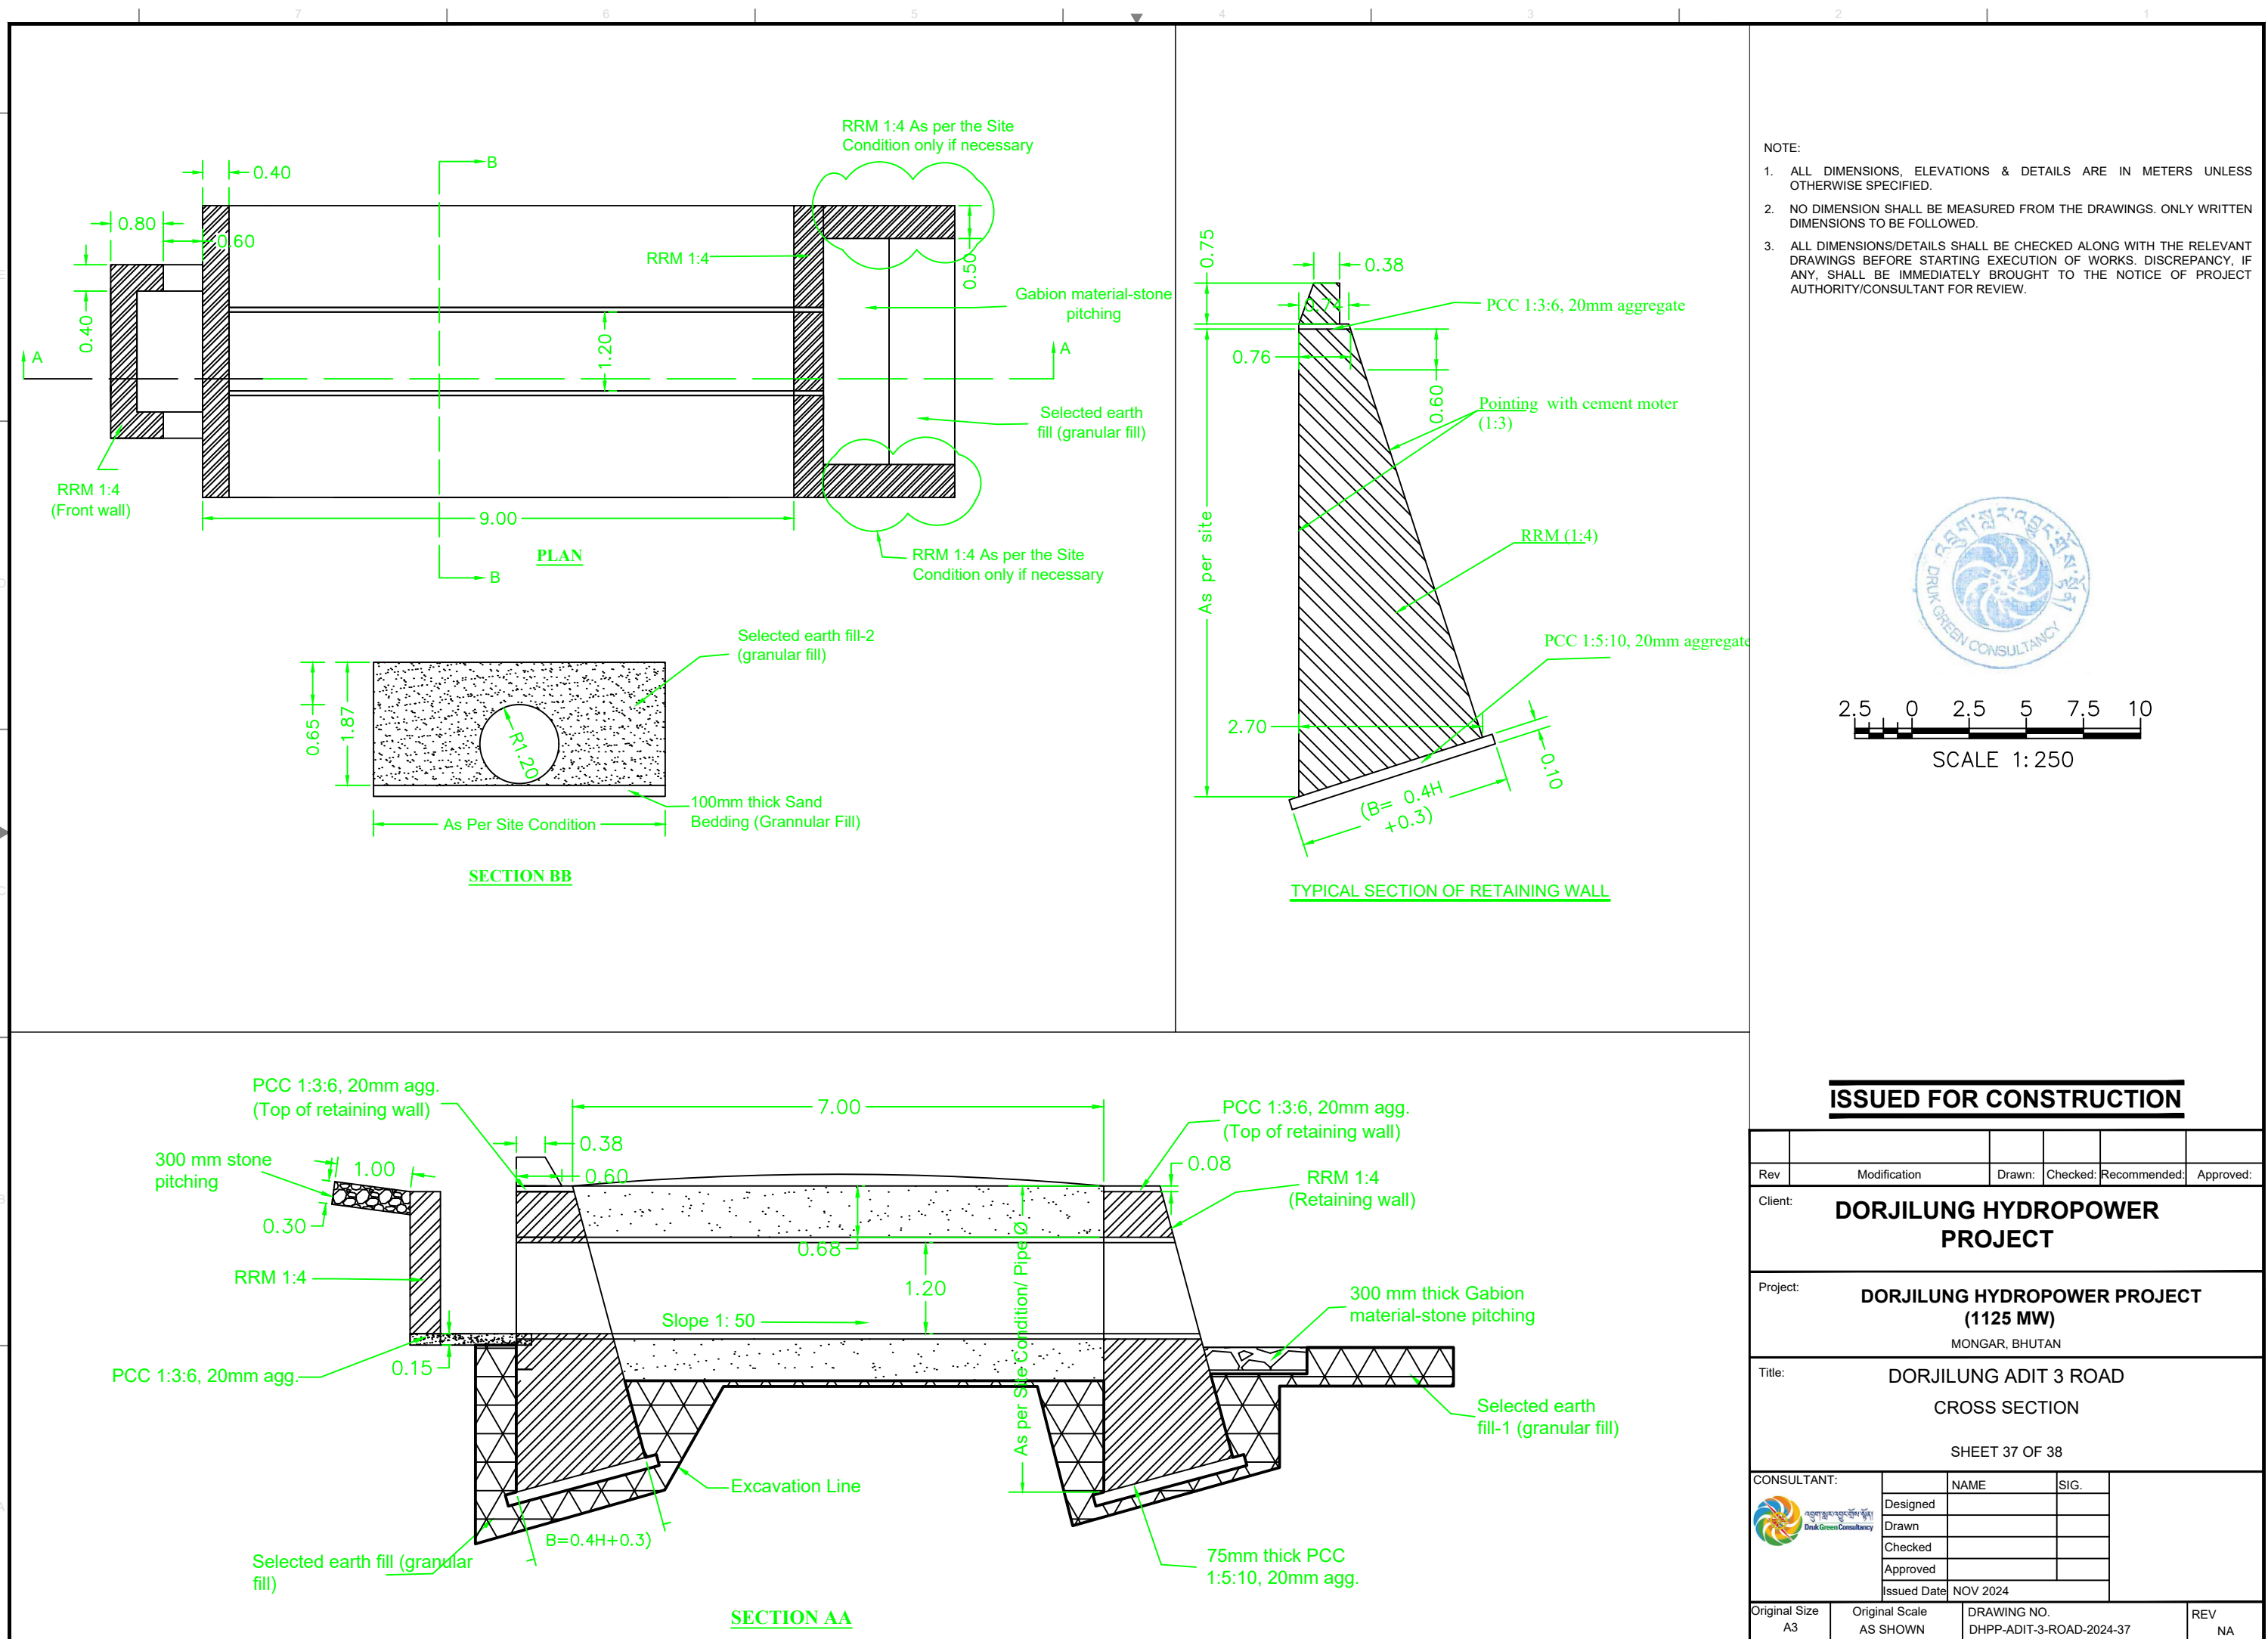 7
6
5
4
3
2
1
RRM 1:4 As per the Site
Condition only if necessary
B
0.40
0.80
0.60
RRM 1:4
0.50
Gabion material-stone
pitching
0.40
1.20
A
A
Selected earth
fill (granular fill)
RRM 1:4
(Front wall)
9.00
PLAN
B
RRM 1:4 As per the Site
Condition only if necessary
Selected earth fill-2
(granular fill)
0.65
1.87
R1.20
100mm thick Sand
Bedding (Grannular Fill)
As Per Site Condition
SECTION BB
0.75
0.38
0.74
PCC 1:3:6, 20mm aggregate
0.76
0.60
Pointing with cement moter
(1:3)
As per site
RRM (1:4)
PCC 1:5:10, 20mm aggregate
2.70
0.10
(B= 0.4H
+0.3)
TYPICAL SECTION OF RETAINING WALL
PCC 1:3:6, 20mm agg.
(Top of retaining wall)
7.00
PCC 1:3:6, 20mm agg.
(Top of retaining wall)
0.38
300 mm stone
pitching
1.00
0.60
0.08
RRM 1:4
(Retaining wall)
0.30
0.68
RRM 1:4
1.20
As per Site Condition/ Pipe Ø
300 mm thick Gabion
material-stone pitching
Slope 1: 50
PCC 1:3:6, 20mm agg.
0.15
Selected earth
fill-1 (granular fill)
Excavation Line
B=0.4H+0.3)
Selected earth fill (granular
fill)
75mm thick PCC
1:5:10, 20mm agg.
SECTION AA
NOTE:
1. ALL DIMENSIONS, ELEVATIONS & DETAILS ARE IN METERS UNLESS
OTHERWISE SPECIFIED.
2. NO DIMENSION SHALL BE MEASURED FROM THE DRAWINGS. ONLY WRITTEN
DIMENSIONS TO BE FOLLOWED.
3. ALL DIMENSIONS/DETAILS SHALL BE CHECKED ALONG WITH THE RELEVANT
DRAWINGS BEFORE STARTING EXECUTION OF WORKS. DISCREPANCY, IF
ANY, SHALL BE IMMEDIATELY BROUGHT TO THE NOTICE OF PROJECT
AUTHORITY/CONSULTANT FOR REVIEW.
DRUK GREEN CONSULTANCY
2.5 0 2.5 5 7.5 10
SCALE 1:250
ISSUED FOR CONSTRUCTION
Rev Modification Drawn: Checked: Recommended: Approved:
Client:
DORJILUNG HYDROPOWER
PROJECT
Project:
DORJILUNG HYDROPOWER PROJECT
(1125 MW)
MONGAR, BHUTAN
Title:
DORJILUNG ADIT 3 ROAD
CROSS SECTION
SHEET 37 OF 38
CONSULTANT:
DrukGreenConsultancy
NAME SIG.
Designed
Drawn
Checked
Approved
Issued Date NOV 2024
Original Size
A3
Original Scale
AS SHOWN
DRAWING NO.
DHPP-ADIT-3-ROAD-2024-37
REV
NA